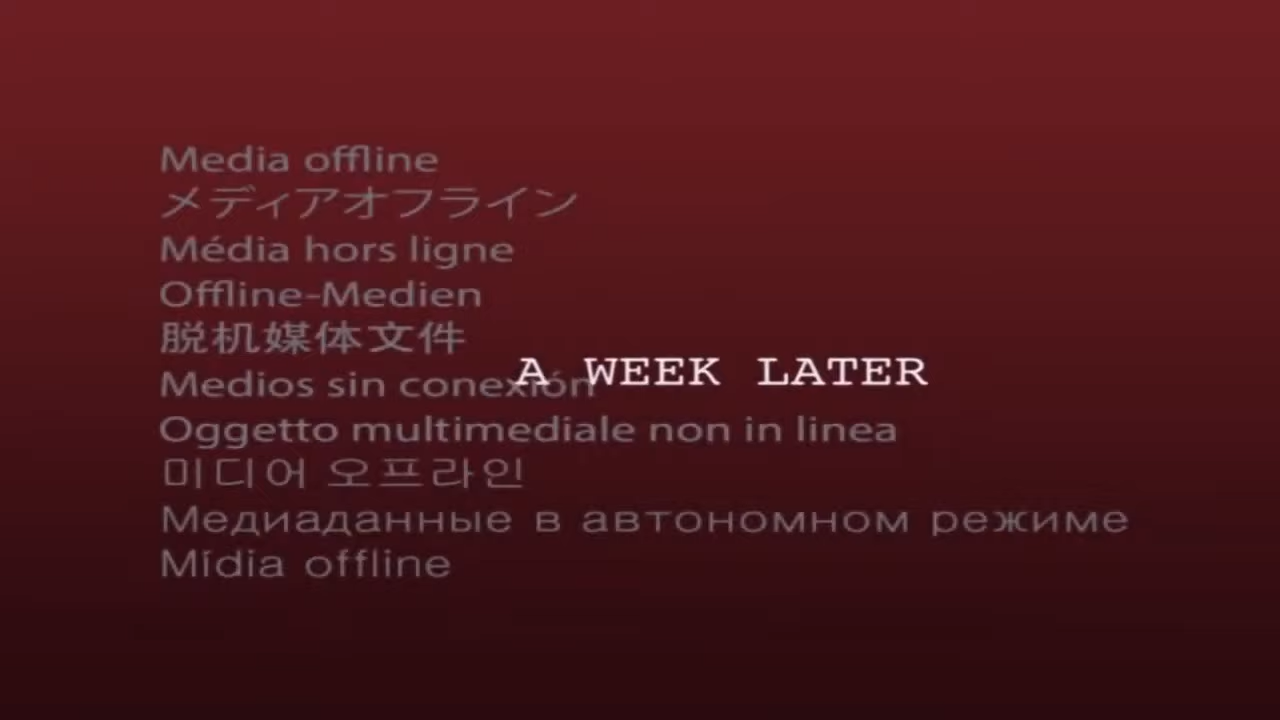 Media offline
メディアオフライン
Média hors ligne
Offline-Medien
脱机媒体文件
A WEEK LATER
Medios sin conexión
Oggetto multimediale non in linea
미디어 오프라인
Медиаданные в автономном режиме
Mídia offline